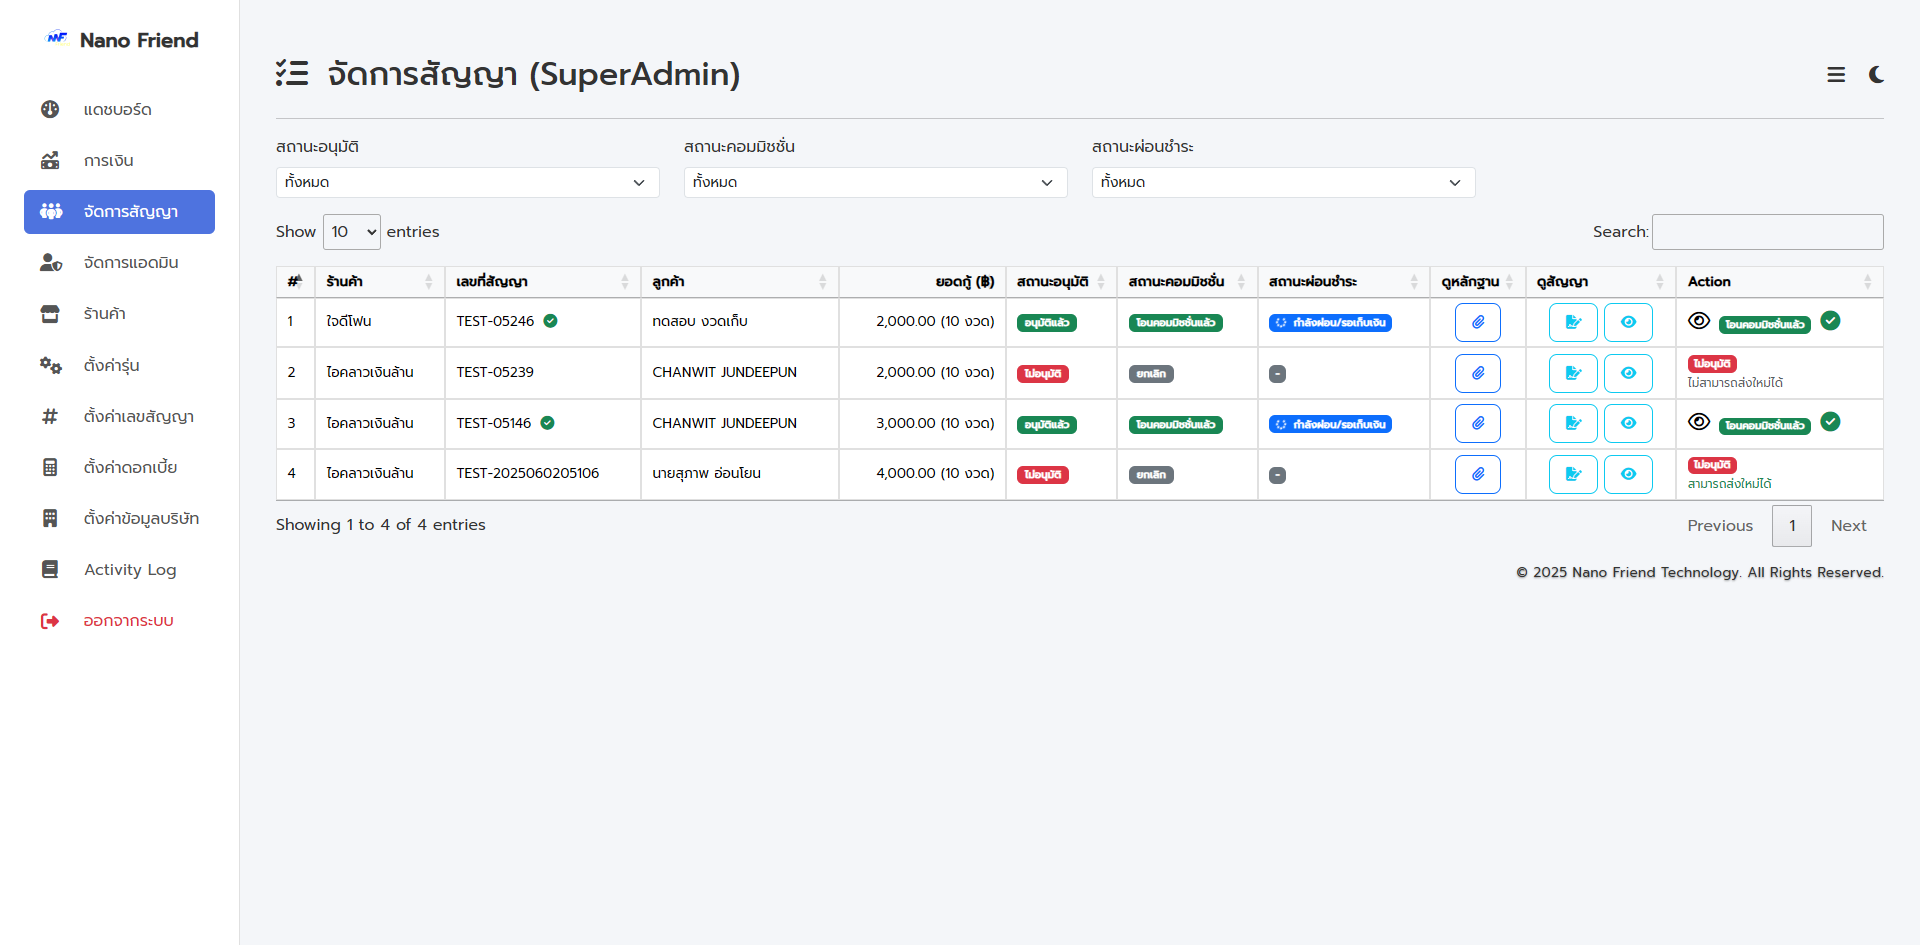 Nano Friend
แดชบอร์ด
การเงิน
จัดการสัญญา
จัดการแอดมิน
ร้านค้า
ตั้งค่ารุ่น
ตั้งค่าเลขสัญญา
ตั้งค่าดอกเบี้ย
ตั้งค่าข้อมูลบริษัท
Activity Log
ออกจากระบบ
จัดการสัญญา (SuperAdmin)
สถานะอนุมัติ สถานะคอมมิชชั่น สถานะผ่อนชำระ
ทั้งหมด ทั้งหมด ทั้งหมด
Show 10 entries Search:
# ร้านค้า เลขที่สัญญา ลูกค้า ยอดกู้ (฿) สถานะอนุมัติ สถานะคอมมิชชั่น สถานะผ่อนชำระ ดูหลักฐาน ดูสัญญา Action
1 ใจดีโฟน TEST-05246 ทดสอบ งวดเก็บ 2,000.00 (10 งวด) อนุมัติแล้ว โอนคอมมิชชั่นแล้ว กำลังผ่อน/รอเก็บเงิน โอนคอมมิชชั่นแล้ว
2 ไอคลาวเงินล้าน TEST-05239 CHANWIT JUNDEEPUN 2,000.00 (10 งวด) ไม่อนุมัติ ยกเลิก - ไม่อนุมัติ
ไม่สามารถส่งใหม่ได้
3 ไอคลาวเงินล้าน TEST-05146 CHANWIT JUNDEEPUN 3,000.00 (10 งวด) อนุมัติแล้ว โอนคอมมิชชั่นแล้ว กำลังผ่อน/รอเก็บเงิน โอนคอมมิชชั่นแล้ว
4 ไอคลาวเงินล้าน TEST-2025060205106 นายสุภาพ อ่อนโยน 4,000.00 (10 งวด) ไม่อนุมัติ ยกเลิก - ไม่อนุมัติ
สามารถส่งใหม่ได้
Showing 1 to 4 of 4 entries Previous 1 Next
© 2025 Nano Friend Technology. All Rights Reserved.